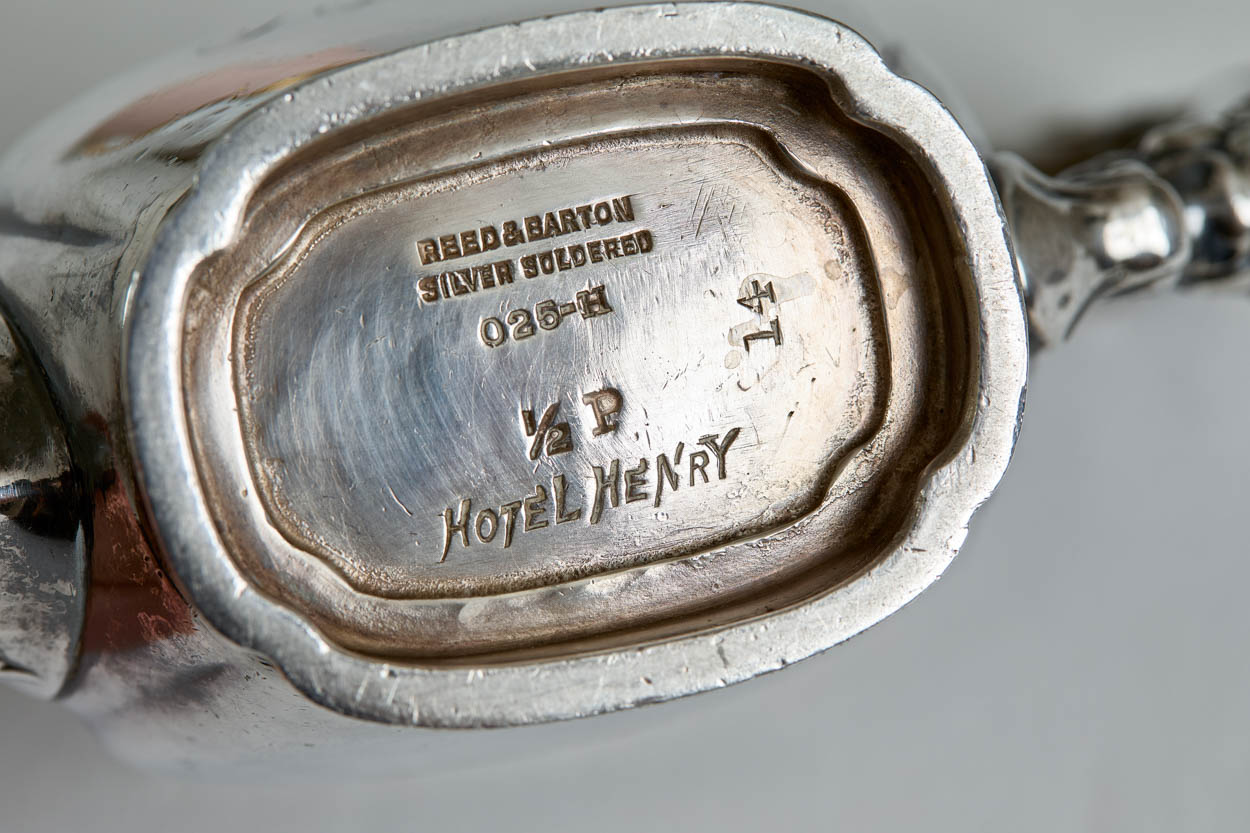 REED & BARTON
SILVER SOLDERED
025-H
14
½ P
HOTEL HENRY